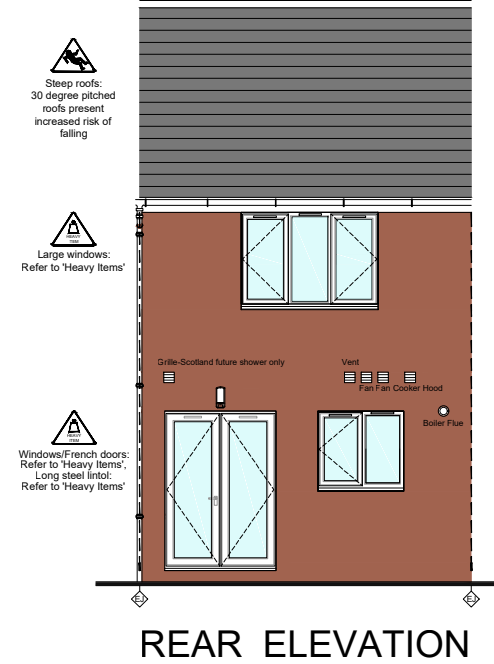 Steep roofs:
30 degree pitched
roofs present
increased risk of
falling
HEAVY
ITEM
Large windows:
Refer to 'Heavy Items'
Grille-Scotland future shower only
Vent
Fan Fan Cooker Hood
Boiler Flue
HEAVY
ITEM
Windows/French doors:
Refer to 'Heavy Items',
Long steel lintol:
Refer to 'Heavy Items'
EJ
EJ
REAR ELEVATION